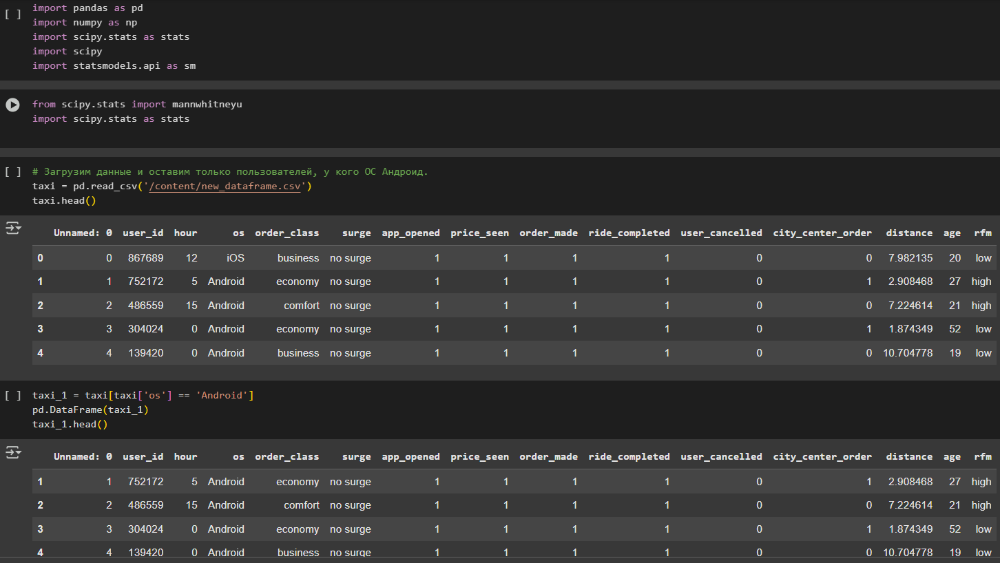 [ ] import pandas as pd
import numpy as np
import scipy.stats as stats
import scipy
import statsmodels.api as sm
from scipy.stats import mannwhitneyu
import scipy.stats as stats
[ ] # Загрузим данные и оставим только пользователей, у кого ОС Андроид.
taxi = pd.read_csv('/content/new_dataframe.csv')
taxi.head()
Unnamed: 0 user_id hour os order_class surge app_opened price_seen order_made ride_completed user_cancelled city_center_order distance age rfm
0 0 867689 12 iOS business no surge 1 1 1 1 0 0 7.982135 20 low
1 1 752172 5 Android economy no surge 1 1 1 1 0 1 2.908468 27 high
2 2 486559 15 Android comfort no surge 1 1 1 1 0 0 7.224614 21 high
3 3 304024 0 Android economy no surge 1 1 1 1 0 1 1.874349 52 low
4 4 139420 0 Android business no surge 1 1 1 1 0 0 10.704778 19 low
[ ] taxi_1 = taxi[taxi['os'] == 'Android']
pd.DataFrame(taxi_1)
taxi_1.head()
Unnamed: 0 user_id hour os order_class surge app_opened price_seen order_made ride_completed user_cancelled city_center_order distance age rfm
1 1 752172 5 Android economy no surge 1 1 1 1 0 1 2.908468 27 high
2 2 486559 15 Android comfort no surge 1 1 1 1 0 0 7.224614 21 high
3 3 304024 0 Android economy no surge 1 1 1 1 0 1 1.874349 52 low
4 4 139420 0 Android business no surge 1 1 1 1 0 0 10.704778 19 low